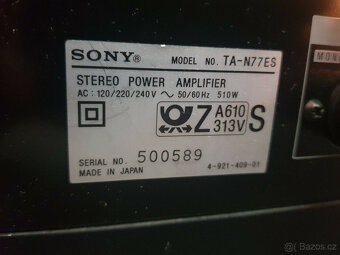 SONY® MODEL NO. TA-N77ES
STEREO POWER AMPLIFIER
AC: 120/220/240V ~ 50/60Hz 510W
Z A610 S
313V
SERIAL NO. 500589
MADE IN JAPAN 4-921-409-01
MON
Bazos.cz